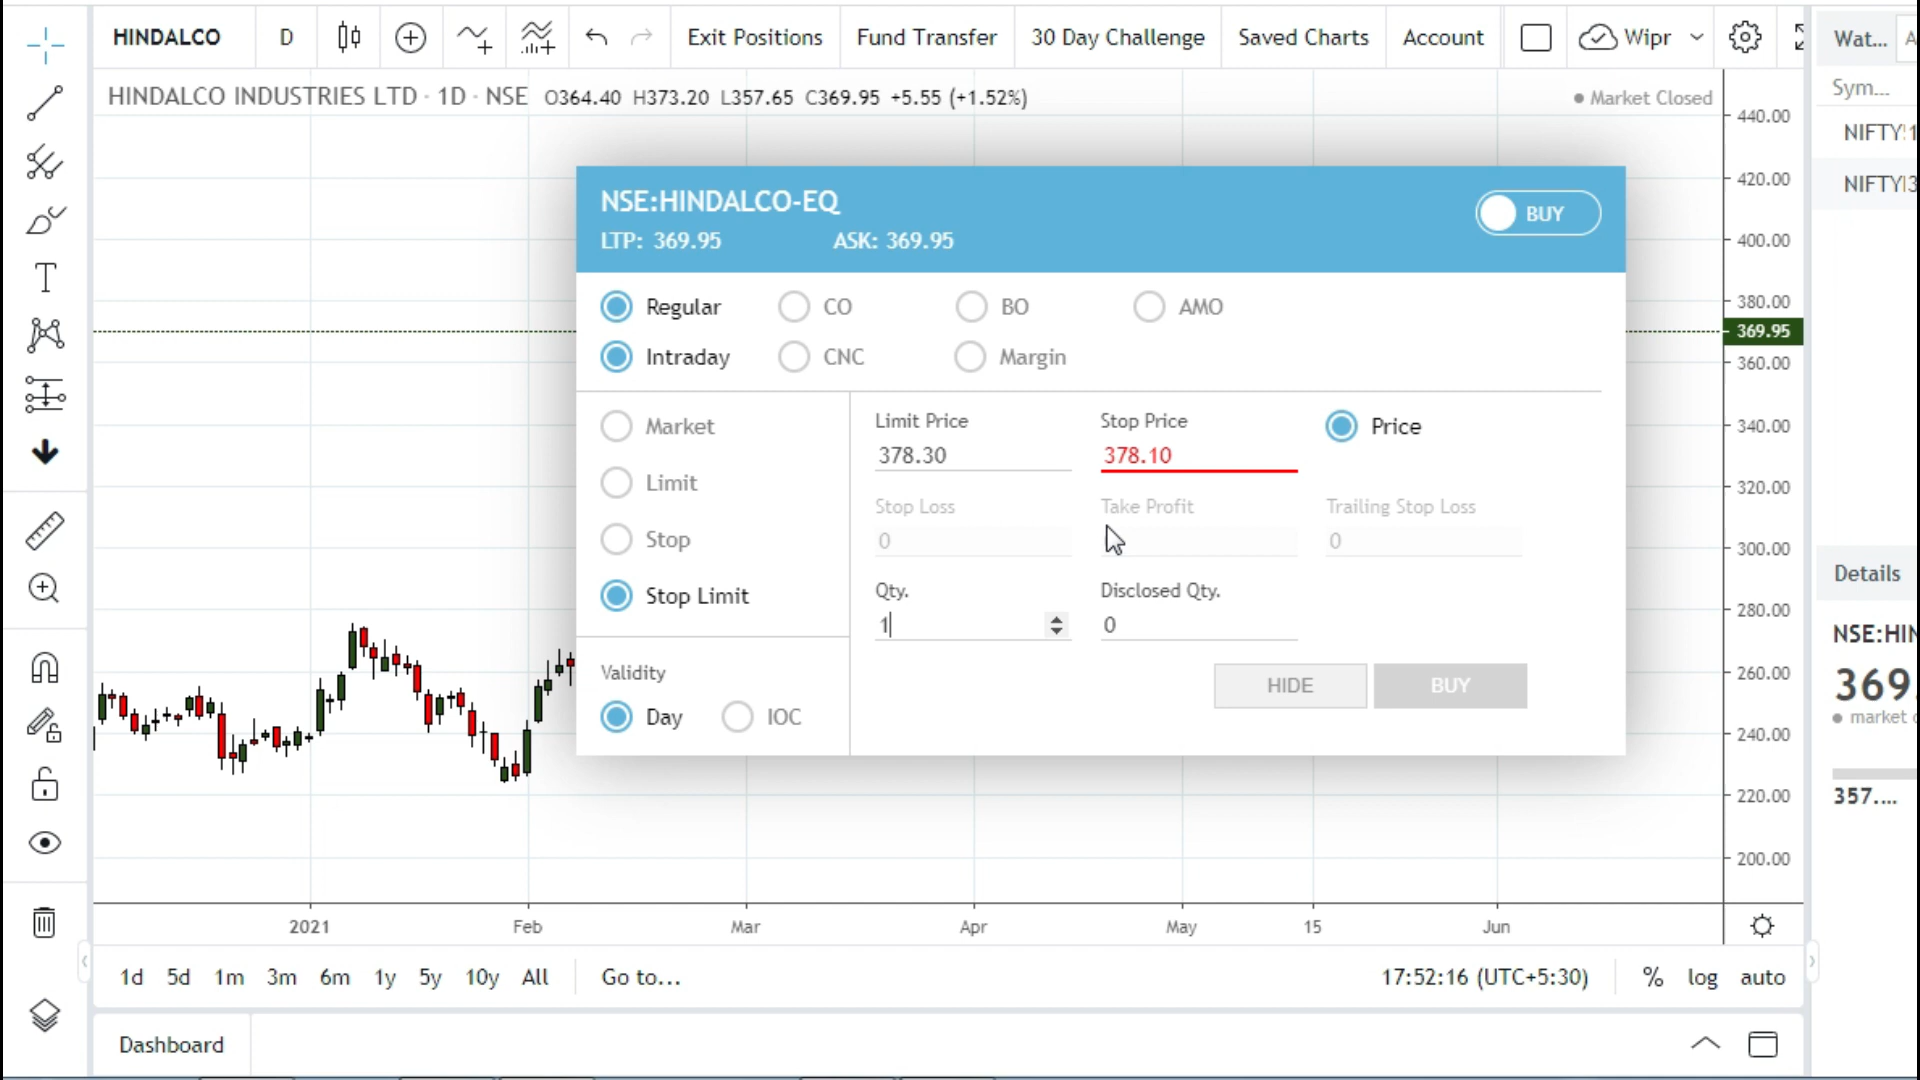 HINDALCO D Exit Positions Fund Transfer 30 Day Challenge Saved Charts Account Wipr Wat... A
HINDALCO INDUSTRIES LTD · 1D · NSE O364.40 H373.20 L357.65 C369.95 +5.55 (+1.52%) Market Closed
Sym...
NIFTY!1
NIFTY
NSE:HINDALCO-EQ
LTP: 369.95 ASK: 369.95
BUY
Regular CO BO AMO
Intraday CNC Margin
Market
Limit
Stop
Stop Limit
Validity
Day IOC
Limit Price Stop Price Price
378.30 378.10
Stop Loss Take Profit Trailing Stop Loss
0 0
Qty. Disclosed Qty.
1 0
HIDE BUY
440.00
420.00
400.00
380.00
369.95
360.00
340.00
320.00
300.00
280.00
260.00
240.00
220.00
200.00
Details
NSE:HIN
369.
market
357....
2021 Feb Mar Apr May 15 Jun
1d 5d 1m 3m 6m 1y 5y 10y All Go to... 17:52:16 (UTC+5:30) % log auto
Dashboard